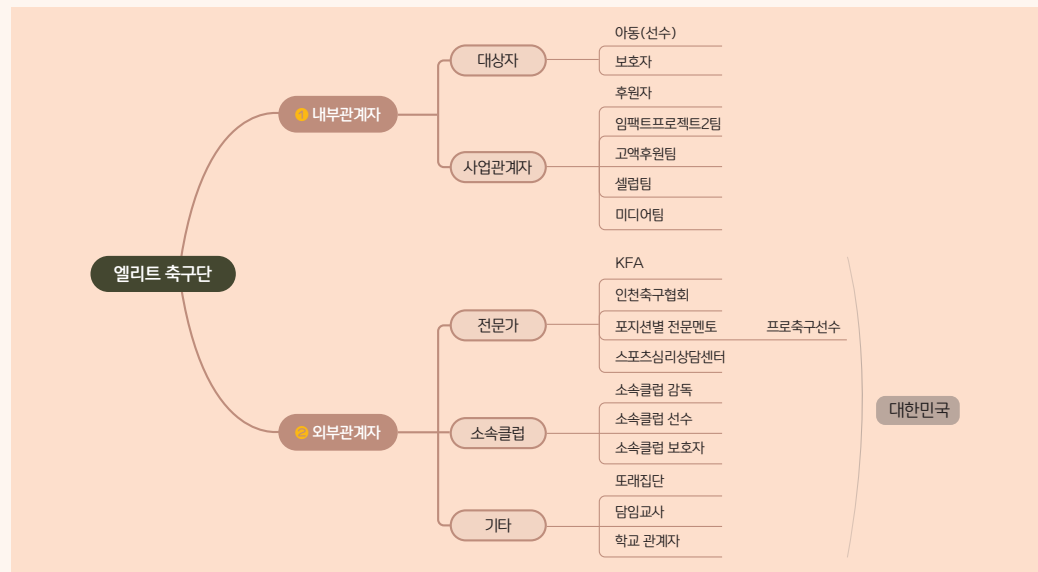 엘리트 축구단
❶ 내부관계자
대상자
아동(선수)
보호자
사업관계자
후원자
임팩트프로젝트2팀
고액후원팀
셀럽팀
미디어팀
❷ 외부관계자
전문가
KFA
인천축구협회
포지션별 전문멘토 프로축구선수
스포츠심리상담센터
소속클럽
소속클럽 감독
소속클럽 선수
소속클럽 보호자
기타
또래집단
담임교사
학교 관계자
대한민국